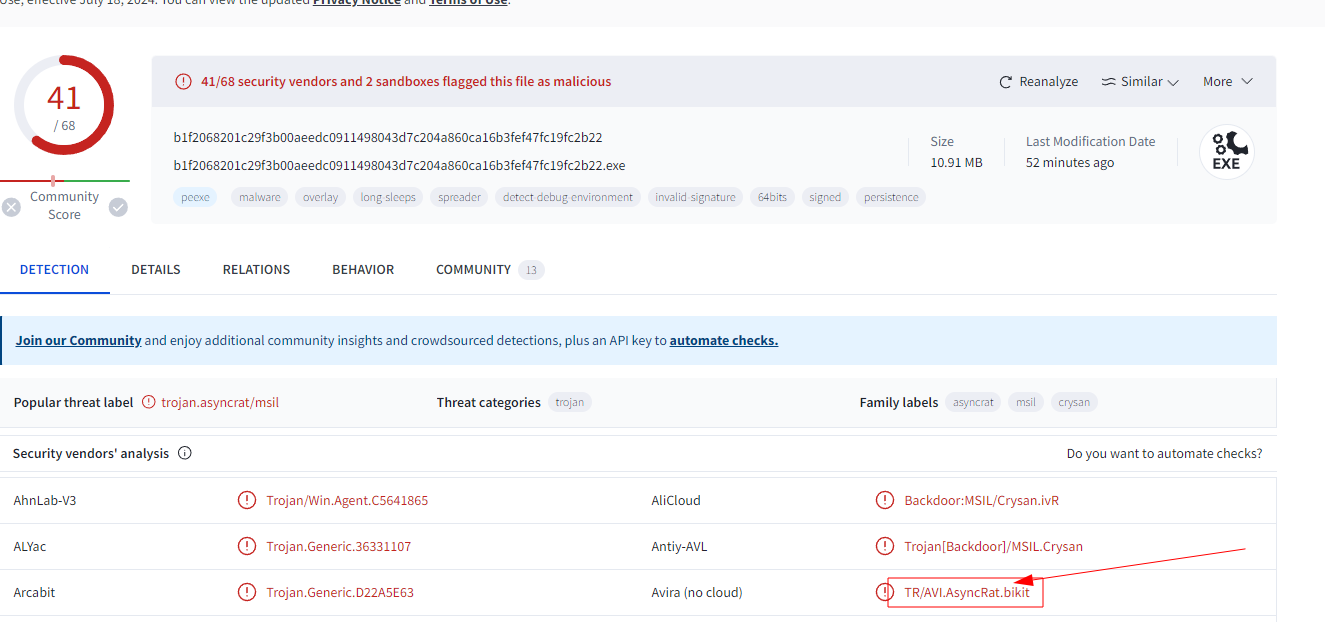 Use, effective July 18, 2024. You can view the updated Privacy Notice and Terms of Use.
41
/ 68
Community
Score
41/68 security vendors and 2 sandboxes flagged this file as malicious
Reanalyze
Similar
More
b1f2068201c29f3b00aeedc0911498043d7c204a860ca16b3fef47fc19fc2b22
b1f2068201c29f3b00aeedc0911498043d7c204a860ca16b3fef47fc19fc2b22.exe
Size
10.91 MB
Last Modification Date
52 minutes ago
EXE
peexe malware overlay long-sleeps spreader detect-debug-environment invalid-signature 64bits signed persistence
DETECTION DETAILS RELATIONS BEHAVIOR COMMUNITY 13
Join our Community and enjoy additional community insights and crowdsourced detections, plus an API key to automate checks.
Popular threat label trojan.asyncrat/msil Threat categories trojan Family labels asyncrat msil crysan
Security vendors' analysis Do you want to automate checks?
AhnLab-V3 Trojan/Win.Agent.C5641865 AliCloud Backdoor:MSIL/Crysan.ivR
ALYac Trojan.Generic.36331107 Antiy-AVL Trojan[Backdoor]/MSIL.Crysan
Arcabit Trojan.Generic.D22A5E63 Avira (no cloud) TR/AVI.AsyncRat.bikit